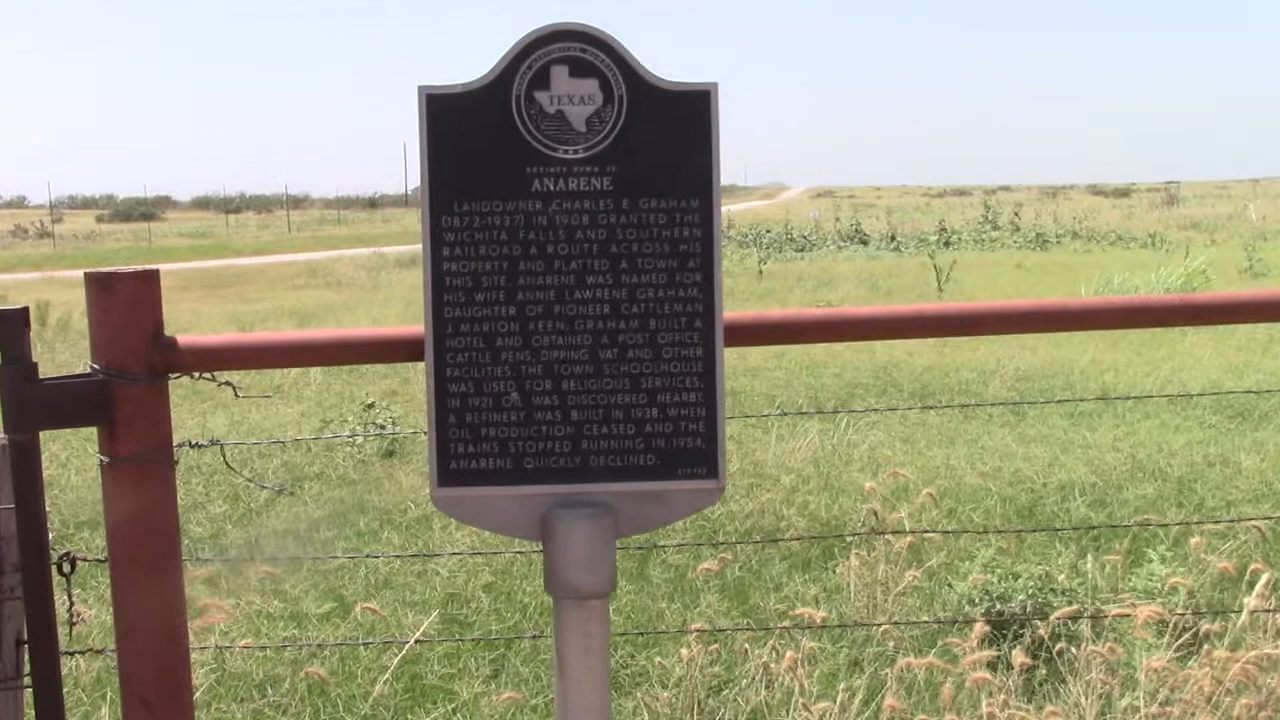 TEXAS
ANARENE
LANDOWNER CHARLES E. GRAHAM
(1872-1937) IN 1908 GRANTED THE
WICHITA FALLS AND SOUTHERN
RAILROAD A ROUTE ACROSS HIS
PROPERTY AND PLATTED A TOWN AT
THIS SITE. ANARENE WAS NAMED FOR
HIS WIFE ANNIE LAWRENE GRAHAM,
DAUGHTER OF PIONEER CATTLEMAN
J. MARION KEEN. GRAHAM BUILT A
HOTEL AND OBTAINED A POST OFFICE,
CATTLE PENS, DIPPING VAT AND OTHER
FACILITIES. THE TOWN SCHOOLHOUSE
WAS USED FOR RELIGIOUS SERVICES.
IN 1921 OIL WAS DISCOVERED NEARBY.
A REFINERY WAS BUILT IN 1938. WHEN
OIL PRODUCTION CEASED AND THE
TRAINS STOPPED RUNNING IN 1954,
ANARENE QUICKLY DECLINED.